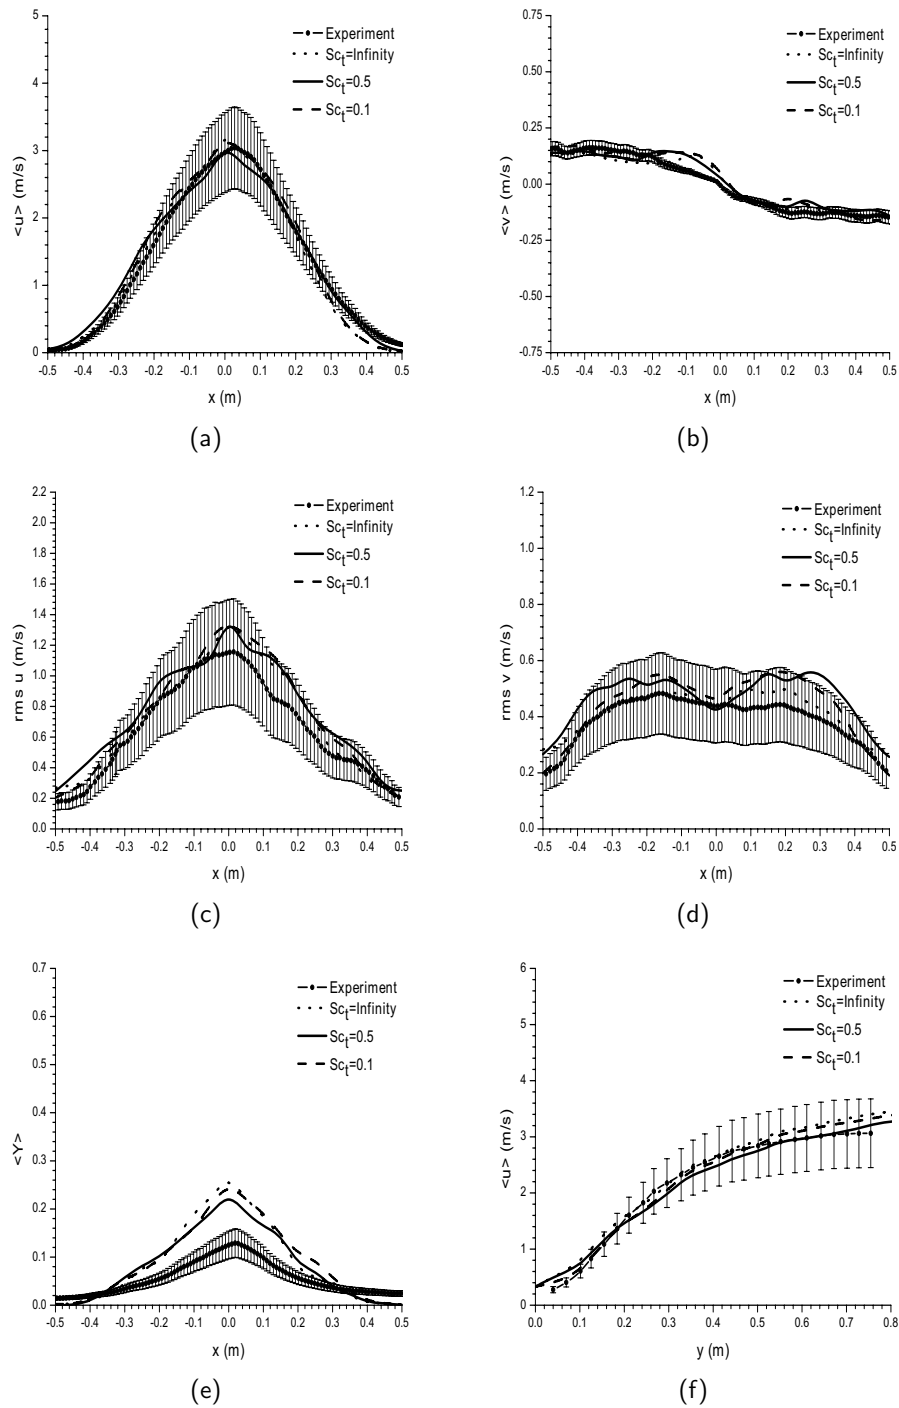 5
4
3
2
1
0
-0.5 -0.4 -0.3 -0.2 -0.1 0.0 0.1 0.2 0.3 0.4 0.5
<u> (m/s)
x (m)
Experiment
Sct=Infinity
Sct=0.5
Sct=0.1
(a)
0.75
0.50
0.25
0.00
-0.25
-0.50
-0.75
-0.5 -0.4 -0.3 -0.2 -0.1 0.0 0.1 0.2 0.3 0.4 0.5
<v> (m/s)
x (m)
Experiment
Sct=Infinity
Sct=0.5
Sct=0.1
(b)
2.2
2.0
1.8
1.6
1.4
1.2
1.0
0.8
0.6
0.4
0.2
0.0
-0.5 -0.4 -0.3 -0.2 -0.1 0.0 0.1 0.2 0.3 0.4 0.5
rms u (m/s)
x (m)
Experiment
Sct=Infinity
Sct=0.5
Sct=0.1
(c)
1.2
1.0
0.8
0.6
0.4
0.2
0.0
-0.5 -0.4 -0.3 -0.2 -0.1 0.0 0.1 0.2 0.3 0.4 0.5
rms v (m/s)
x (m)
Experiment
Sct=Infinity
Sct=0.5
Sct=0.1
(d)
0.7
0.6
0.5
0.4
0.3
0.2
0.1
0.0
-0.5 -0.4 -0.3 -0.2 -0.1 0.0 0.1 0.2 0.3 0.4 0.5
<Y>
x (m)
Experiment
Sct=Infinity
Sct=0.5
Sct=0.1
(e)
6
5
4
3
2
1
0
0.0 0.1 0.2 0.3 0.4 0.5 0.6 0.7 0.8
<u> (m/s)
y (m)
Experiment
Sct=Infinity
Sct=0.5
Sct=0.1
(f)